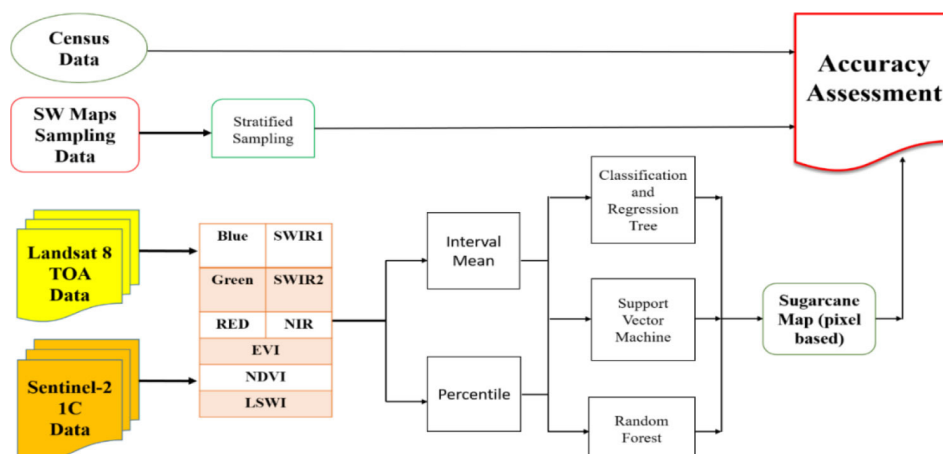 Census
Data
Accuracy
Assessment
SW Maps
Sampling
Data
Stratified
Sampling
Landsat 8
TOA
Data
Sentinel-2
1C
Data
Blue SWIR1
Green SWIR2
RED NIR
EVI
NDVI
LSWI
Interval
Mean
Percentile
Classification
and
Regression
Tree
Support
Vector
Machine
Random
Forest
Sugarcane
Map (pixel
based)